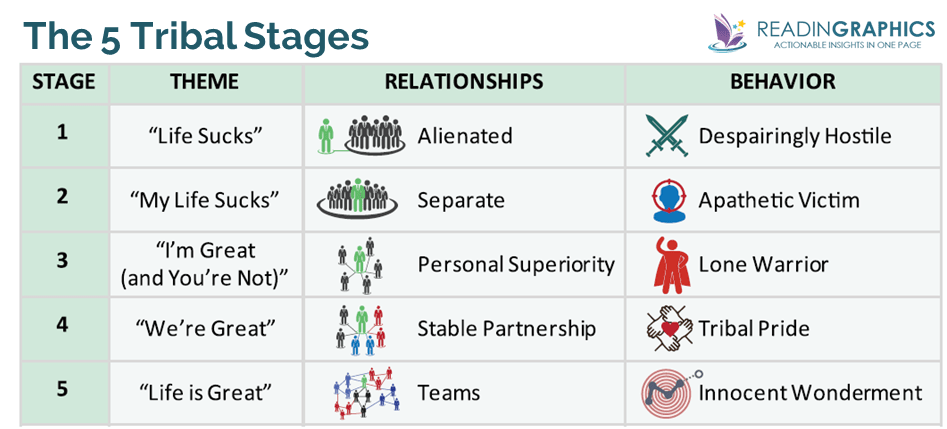 The 5 Tribal Stages
READINGRAPHICS
ACTIONABLE INSIGHTS IN ONE PAGE
STAGE THEME RELATIONSHIPS BEHAVIOR
1 “Life Sucks” Alienated Despairingly Hostile
2 “My Life Sucks” Separate Apathetic Victim
3 “I’m Great (and You’re Not)” Personal Superiority Lone Warrior
4 “We’re Great” Stable Partnership Tribal Pride
5 “Life is Great” Teams Innocent Wonderment